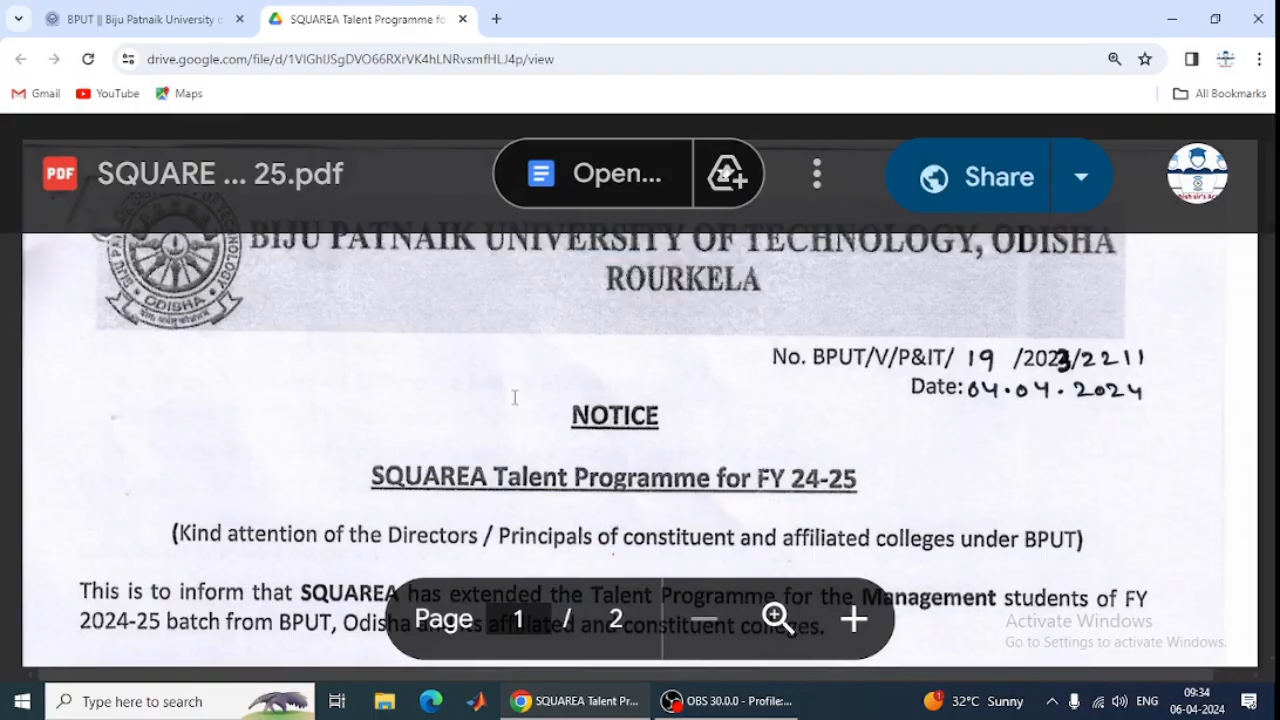 BPUT || Biju Patnaik University o
SQUAREA Talent Programme fo
drive.google.com/file/d/1VIGhIJSgDVO66RXrVK4hLNRvsmfHLJ4p/view
Gmail
YouTube
Maps
All Bookmarks
PDF
SQUARE ... 25.pdf
Open...
Share
BIJU PATNAIK UNIVERSITY OF TECHNOLOGY, ODISHA
ROURKELA
ODISHA
No. BPUT/V/P&IT/ 19 /2023/2211
Date: 04.04.2024
NOTICE
SQUAREA Talent Programme for FY 24-25
(Kind attention of the Directors / Principals of constituent and affiliated colleges under BPUT)
This is to inform that SQUAREA has extended the Talent Programme for the Management students of FY
2024-25 batch from BPUT, Odisha and its affiliated and constituent colleges.
Page 1 / 2
Activate Windows
Go to Settings to activate Windows.
Type here to search
SQUAREA Talent Pr...
OBS 30.0.0 - Profile:...
1
32°C Sunny
ENG
09:34
06-04-2024